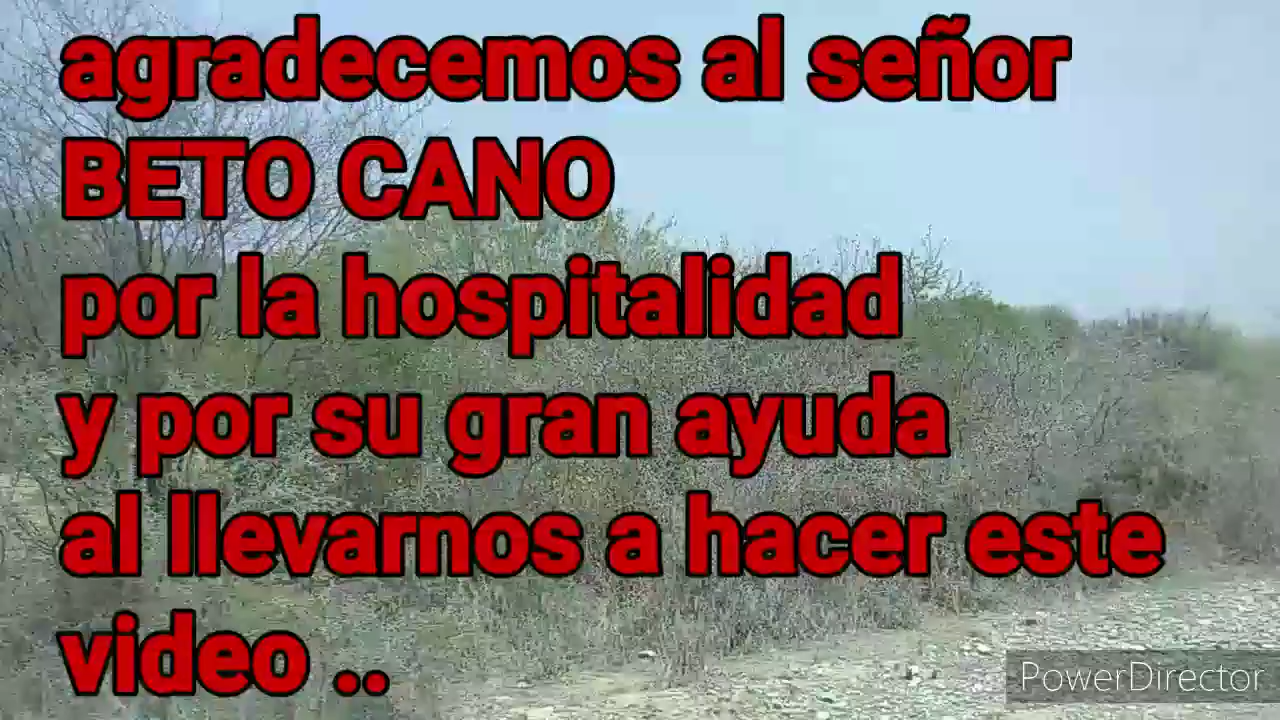 agradecemos al señor
BETO CANO
por la hospitalidad
y por su gran ayuda
al llevarnos a hacer este
video ..
PowerDirector